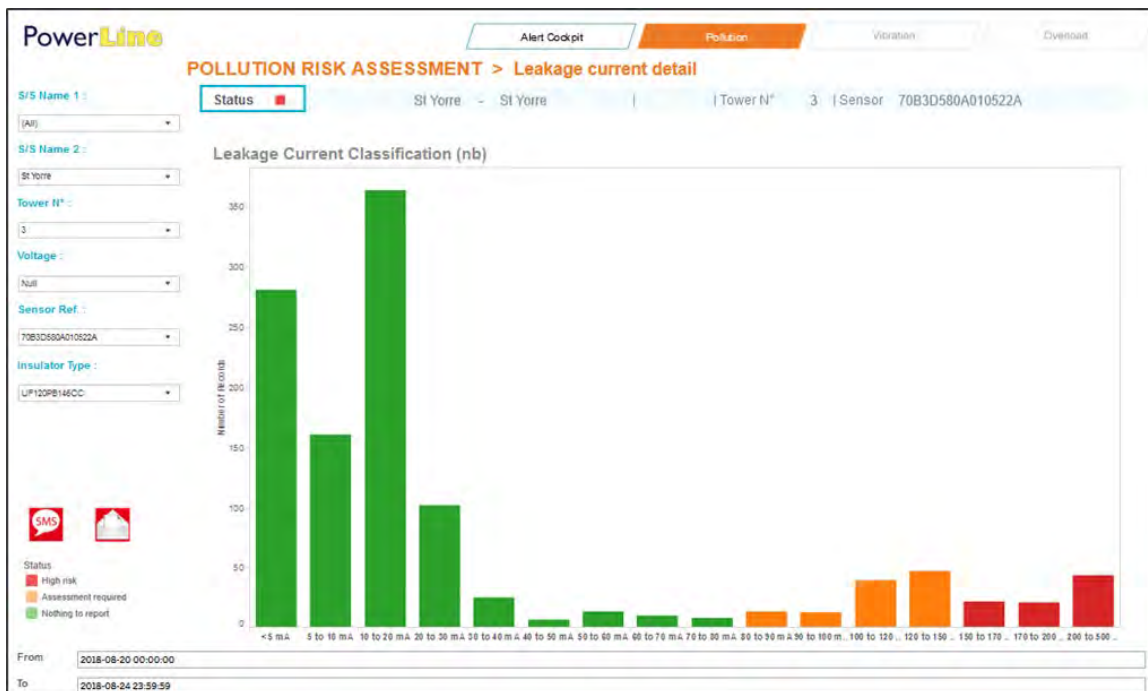 PowerLine
Alert Cockpit
Pollution
Vibration
Overload
POLLUTION RISK ASSESSMENT > Leakage current detail
S/S Name 1 :
(All)
S/S Name 2 :
St Yorre
Tower N° :
3
Voltage :
Null
Sensor Ref. :
70B3D580A010522A
Insulator Type :
UF120PB146CC
Status
St Yorre - St Yorre | | Tower N° 3 | Sensor 70B3D580A010522A
Leakage Current Classification (nb)
Number of Records
350
300
250
200
150
100
50
0
< 5 mA 5 to 10 mA 10 to 20 mA 20 to 30 mA 30 to 40 mA 40 to 50 mA 50 to 60 mA 60 to 70 mA 70 to 80 mA 80 to 90 mA 90 to 100 m.. 100 to 120 .. 120 to 150 .. 150 to 170 .. 170 to 200 .. 200 to 500 ..
SMS
Status
High risk
Assessment required
Nothing to report
From 2018-08-20 00:00:00
To 2018-08-24 23:59:59